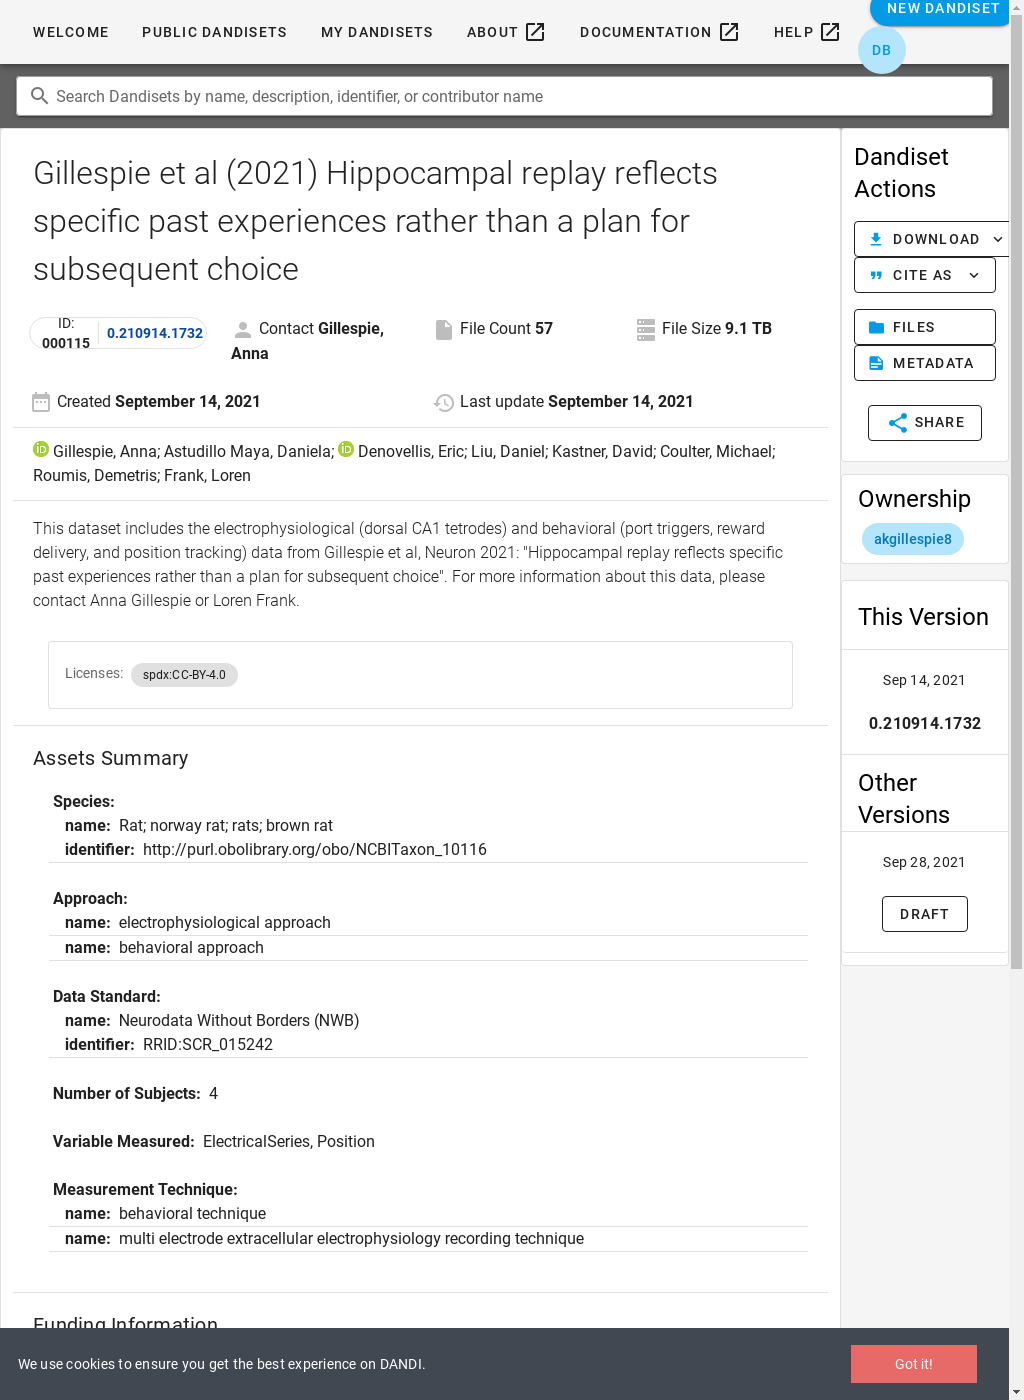 WELCOME PUBLIC DANDISETS MY DANDISETS ABOUT DOCUMENTATION HELP NEW DANDISET
DB
Search Dandisets by name, description, identifier, or contributor name
Gillespie et al (2021) Hippocampal replay reflects
specific past experiences rather than a plan for
subsequent choice
ID:
000115
0.210914.1732
Contact Gillespie,
Anna
File Count 57
File Size 9.1 TB
Created September 14, 2021
Last update September 14, 2021
iD Gillespie, Anna; Astudillo Maya, Daniela; iD Denovellis, Eric; Liu, Daniel; Kastner, David; Coulter, Michael;
Roumis, Demetris; Frank, Loren
This dataset includes the electrophysiological (dorsal CA1 tetrodes) and behavioral (port triggers, reward
delivery, and position tracking) data from Gillespie et al, Neuron 2021: "Hippocampal replay reflects specific
past experiences rather than a plan for subsequent choice". For more information about this data, please
contact Anna Gillespie or Loren Frank.
Licenses: spdx:CC-BY-4.0
Assets Summary
Species:
name: Rat; norway rat; rats; brown rat
identifier: http://purl.obolibrary.org/obo/NCBITaxon_10116
Approach:
name: electrophysiological approach
name: behavioral approach
Data Standard:
name: Neurodata Without Borders (NWB)
identifier: RRID:SCR_015242
Number of Subjects: 4
Variable Measured: ElectricalSeries, Position
Measurement Technique:
name: behavioral technique
name: multi electrode extracellular electrophysiology recording technique
Funding Information
Dandiset
Actions
DOWNLOAD
CITE AS
FILES
METADATA
SHARE
Ownership
akgillespie8
This Version
Sep 14, 2021
0.210914.1732
Other
Versions
Sep 28, 2021
DRAFT
We use cookies to ensure you get the best experience on DANDI.
Got it!